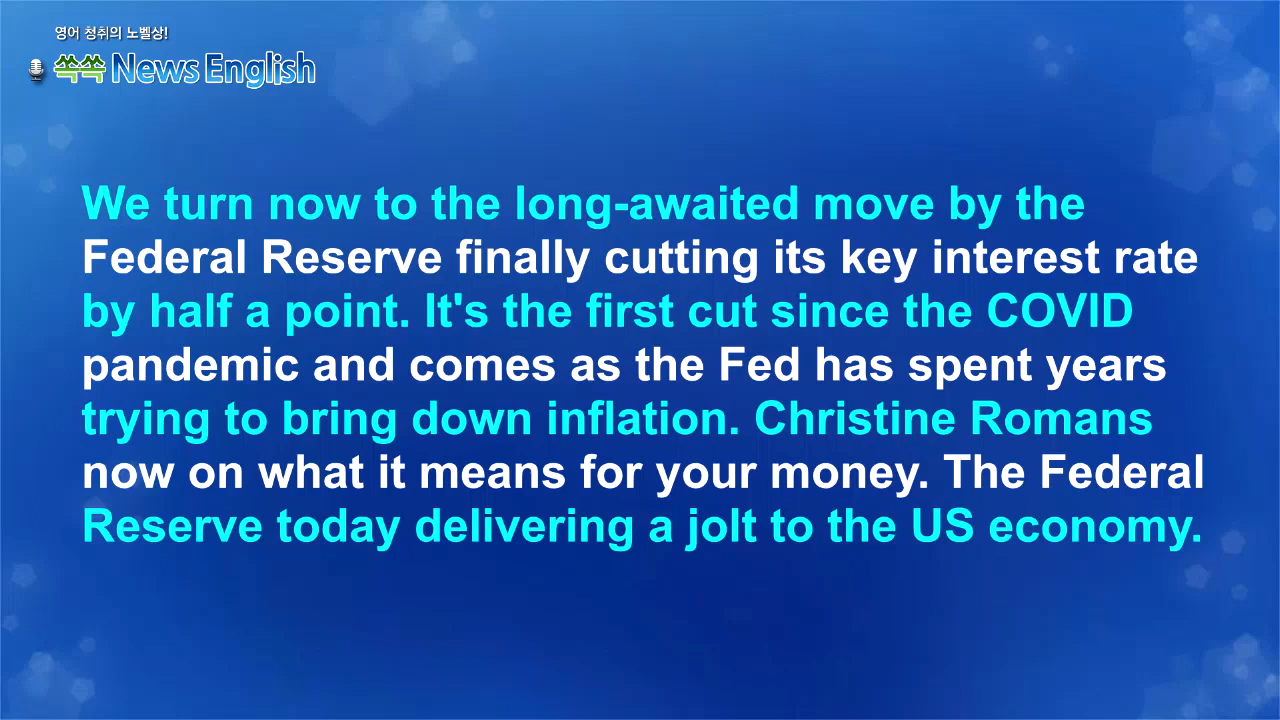 영어 청취의 노벨상!
쏙쏙 News English
We turn now to the long-awaited move by the
Federal Reserve finally cutting its key interest rate
by half a point. It's the first cut since the COVID
pandemic and comes as the Fed has spent years
trying to bring down inflation. Christine Romans
now on what it means for your money. The Federal
Reserve today delivering a jolt to the US economy.